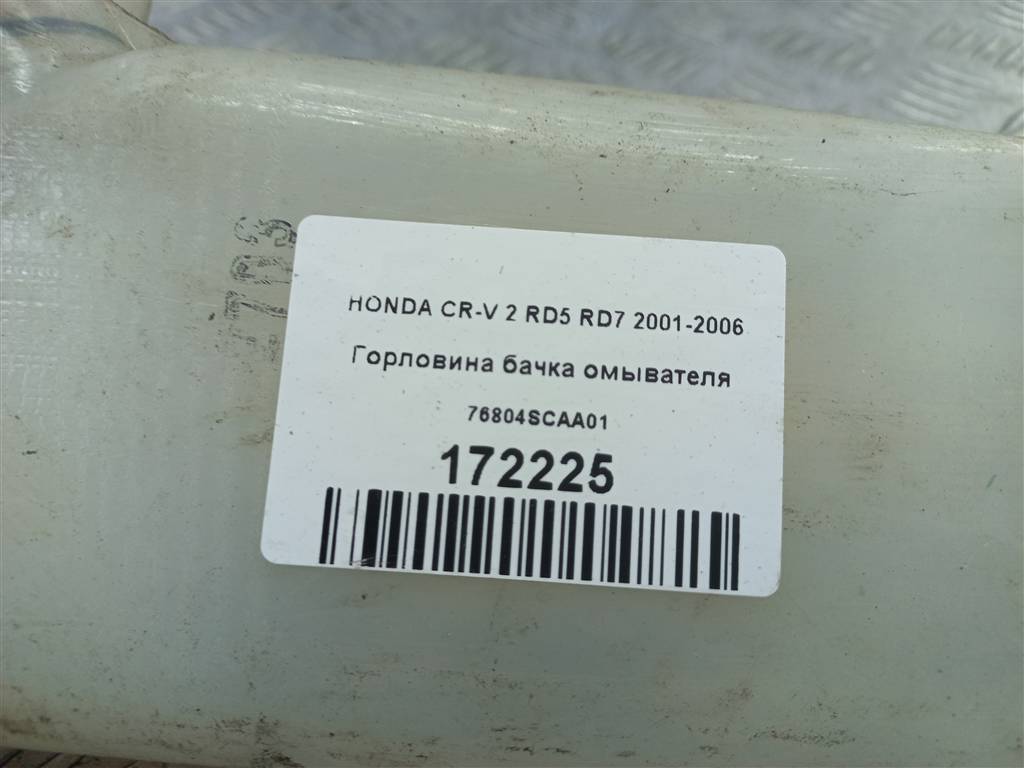 HONDA CR-V 2 RD5 RD7 2001-2006
Горловина бачка омывателя
76804SCAA01
172225